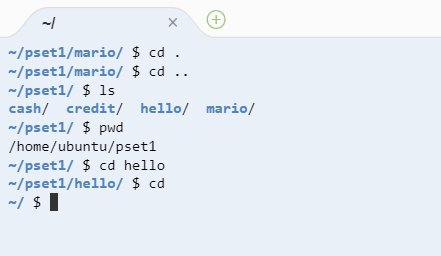 ~/
~/pset1/mario/ $ cd .
~/pset1/mario/ $ cd ..
~/pset1/ $ ls
cash/  credit/  hello/  mario/
~/pset1/ $ pwd
/home/ubuntu/pset1
~/pset1/ $ cd hello
~/pset1/hello/ $ cd
~/ $